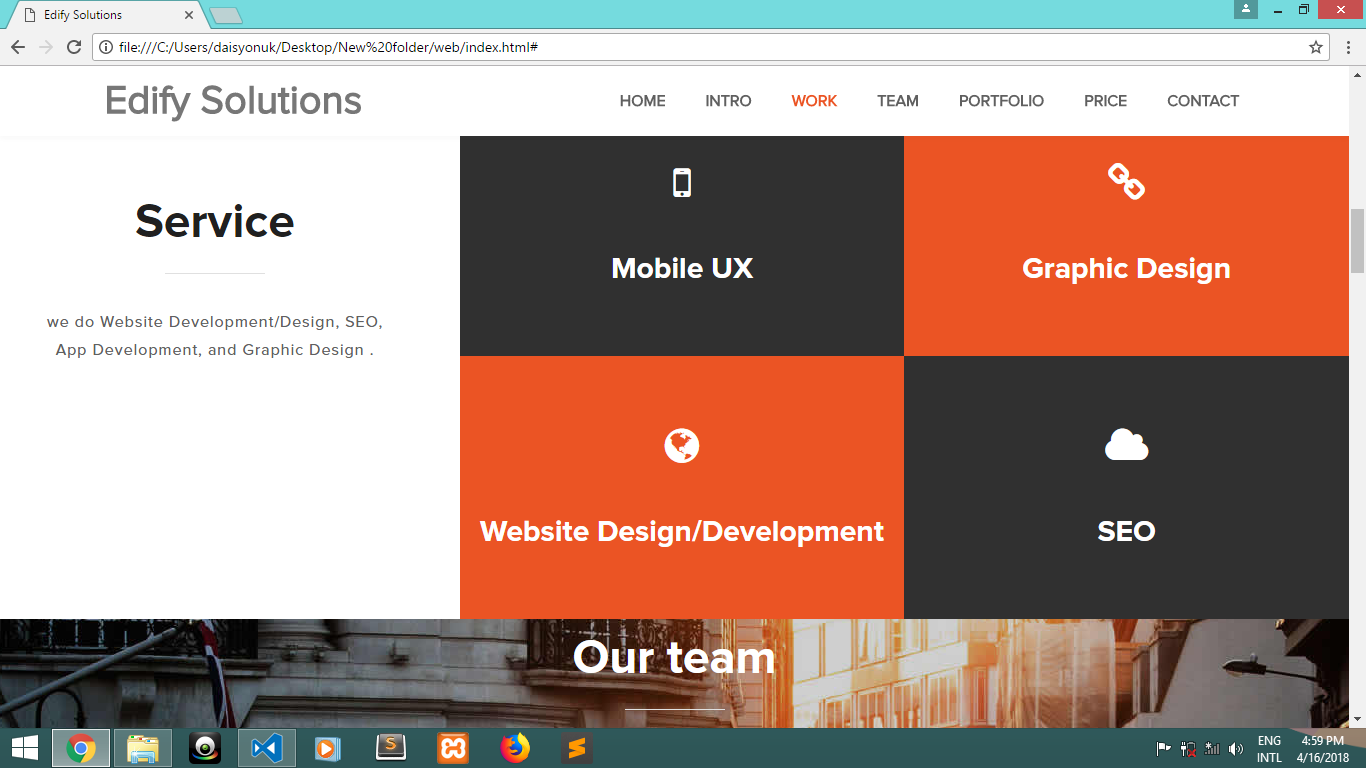 Edify Solutions
file:///C:/Users/daisyonuk/Desktop/New%20folder/web/index.html#
Edify Solutions
HOME INTRO WORK TEAM PORTFOLIO PRICE CONTACT
Service
we do Website Development/Design, SEO,
App Development, and Graphic Design .
Mobile UX
Graphic Design
Website Design/Development
SEO
Our team
S
ENG 4:59 PM
INTL 4/16/2018